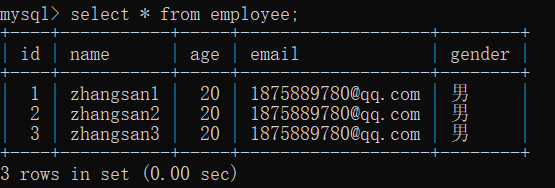 mysql> select * from employee;
+----+-----------+-----+-------------------+--------+
| id | name      | age | email             | gender |
+----+-----------+-----+-------------------+--------+
|  1 | zhangsan1 |  20 | 1875889780@qq.com | 男     |
|  2 | zhangsan2 |  20 | 1875889780@qq.com | 男     |
|  3 | zhangsan3 |  20 | 1875889780@qq.com | 男     |
+----+-----------+-----+-------------------+--------+
3 rows in set (0.00 sec)